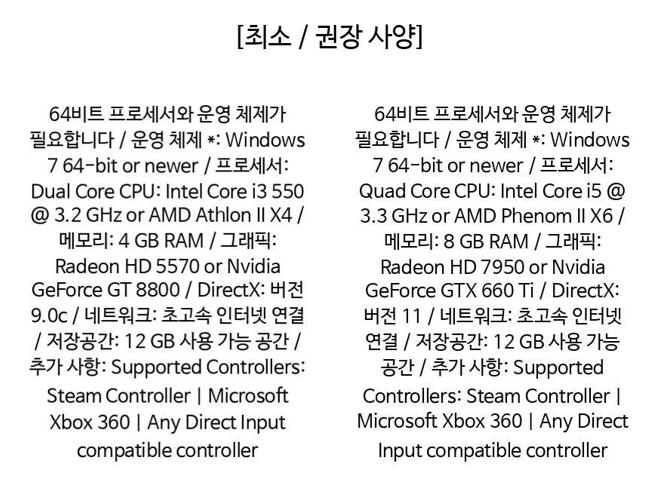 [최소 / 권장 사양]
64비트 프로세서와 운영 체제가
필요합니다 / 운영 체제 *: Windows
7 64-bit or newer / 프로세서:
Dual Core CPU: Intel Core i3 550
@ 3.2 GHz or AMD Athlon II X4 /
메모리: 4 GB RAM / 그래픽:
Radeon HD 5570 or Nvidia
GeForce GT 8800 / DirectX: 버전
9.0c / 네트워크: 초고속 인터넷 연결
/ 저장공간: 12 GB 사용 가능 공간 /
추가 사항: Supported Controllers:
Steam Controller | Microsoft
Xbox 360 | Any Direct Input
compatible controller
64비트 프로세서와 운영 체제가
필요합니다 / 운영 체제 *: Windows
7 64-bit or newer / 프로세서:
Quad Core CPU: Intel Core i5 @
3.3 GHz or AMD Phenom II X6 /
메모리: 8 GB RAM / 그래픽:
Radeon HD 7950 or Nvidia
GeForce GTX 660 Ti / DirectX:
버전 11 / 네트워크: 초고속 인터넷
연결 / 저장공간: 12 GB 사용 가능
공간 / 추가 사항: Supported
Controllers: Steam Controller |
Microsoft Xbox 360 | Any Direct
Input compatible controller